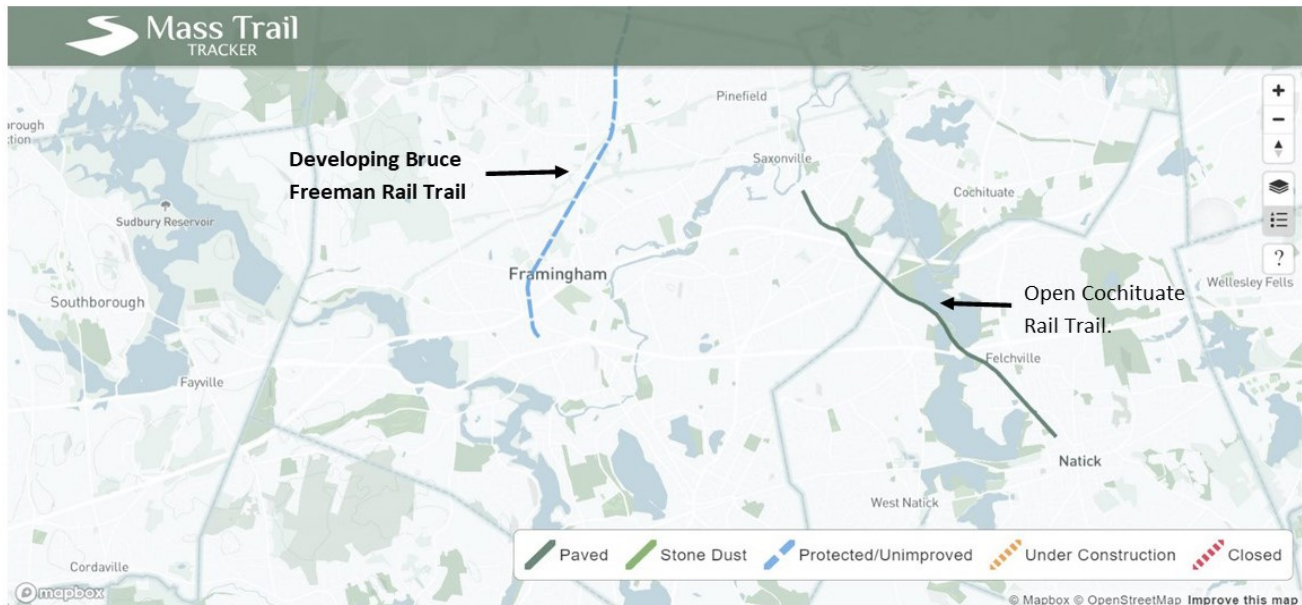 Mass Trail
TRACKER
Pinefield
Developing Bruce
Freeman Rail Trail
Saxonville
Cochituate
Sudbury Reservoir
Framingham
Wellesley Fells
Open Cochituate
Rail Trail.
Southborough
Felchville
Fayville
Natick
West Natick
Cordaville
Paved
Stone Dust
Protected/Unimproved
Under Construction
Closed
mapbox
© Mapbox © OpenStreetMap Improve this map
+
−
?